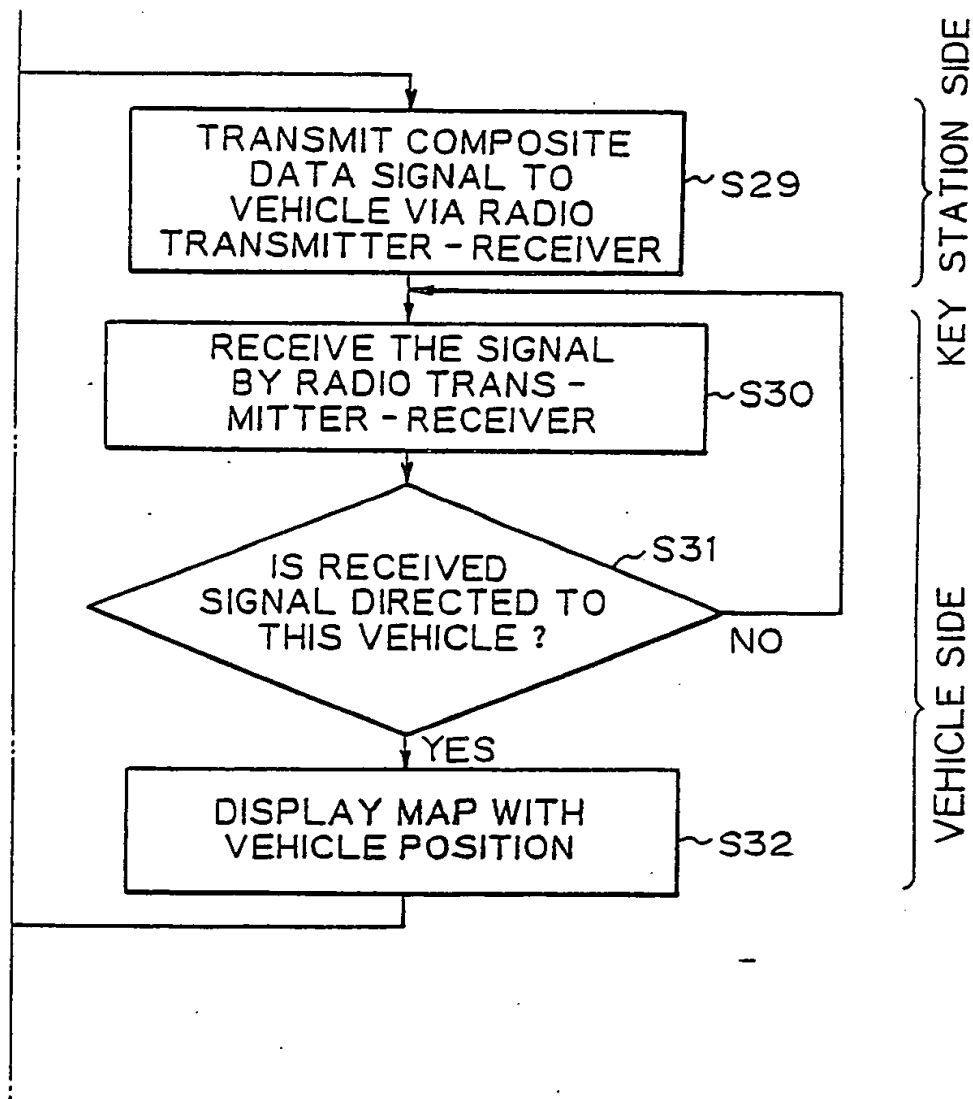 TRANSMIT COMPOSITE
DATA SIGNAL TO
VEHICLE VIA RADIO
TRANSMITTER - RECEIVER
S29
KEY STATION SIDE
RECEIVE THE SIGNAL
BY RADIO TRANS -
MITTER - RECEIVER
S30
S31
IS RECEIVED
SIGNAL DIRECTED TO
THIS VEHICLE ?
NO
YES
VEHICLE SIDE
DISPLAY MAP WITH
VEHICLE POSITION
S32